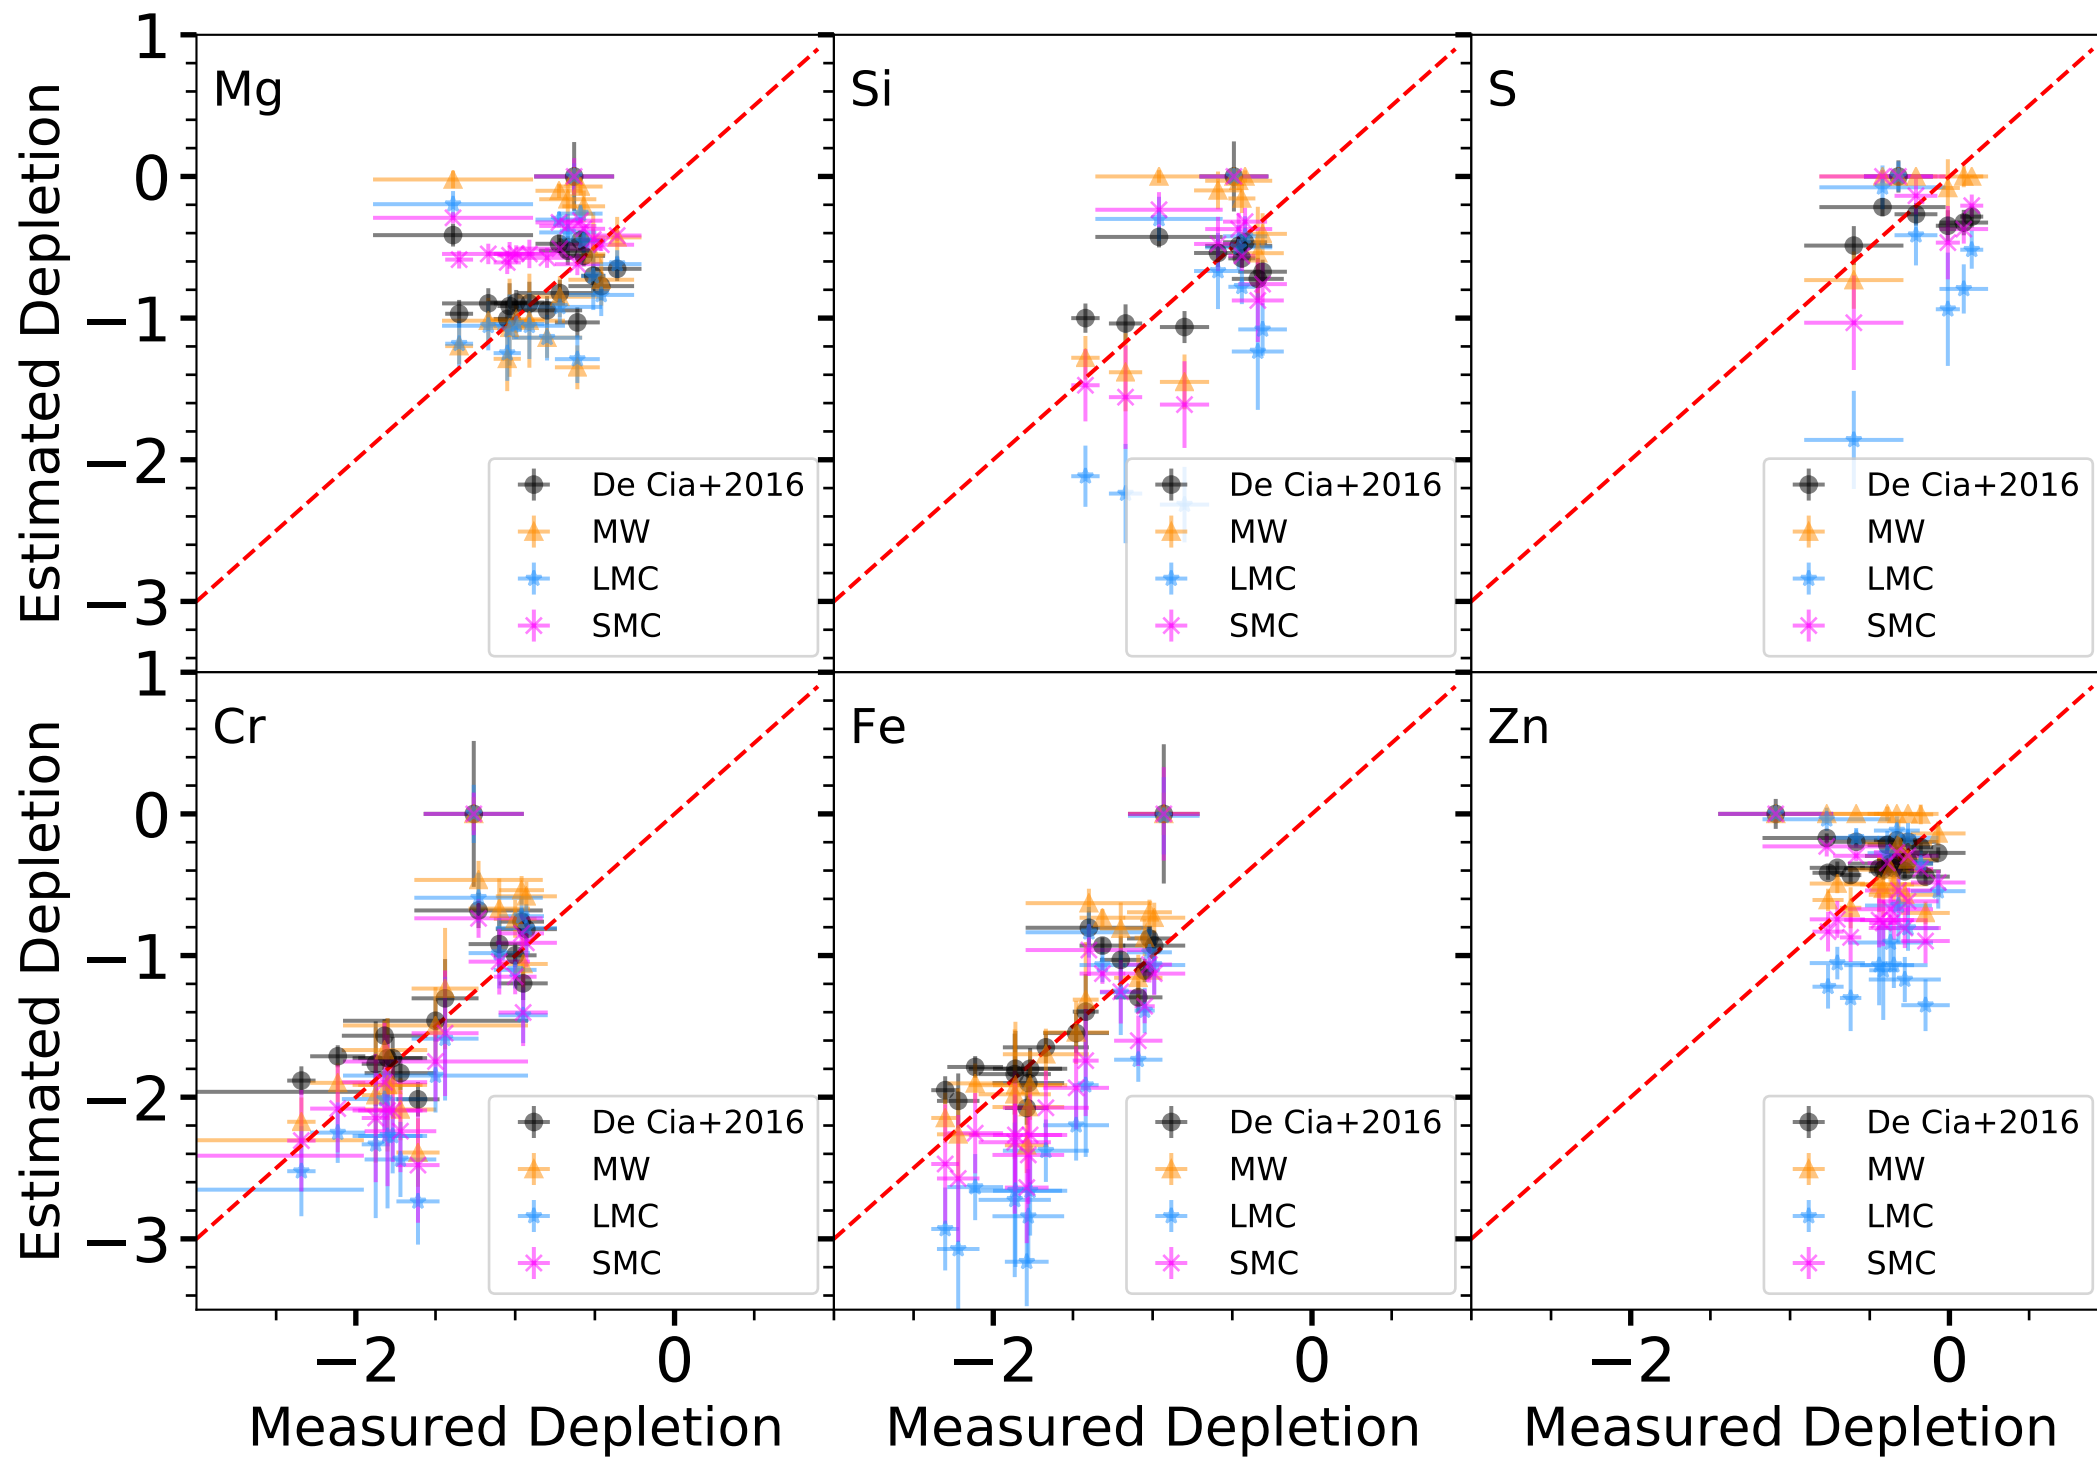 Estimated Depletion
1
0
−1
−2
−3
Mg
De Cia+2016
MW
LMC
SMC
Si
De Cia+2016
MW
LMC
SMC
S
De Cia+2016
MW
LMC
SMC
Estimated Depletion
1
0
−1
−2
−3
Cr
De Cia+2016
MW
LMC
SMC
Fe
De Cia+2016
MW
LMC
SMC
Zn
De Cia+2016
MW
LMC
SMC
−2 0 −2 0 −2 0
Measured Depletion Measured Depletion Measured Depletion